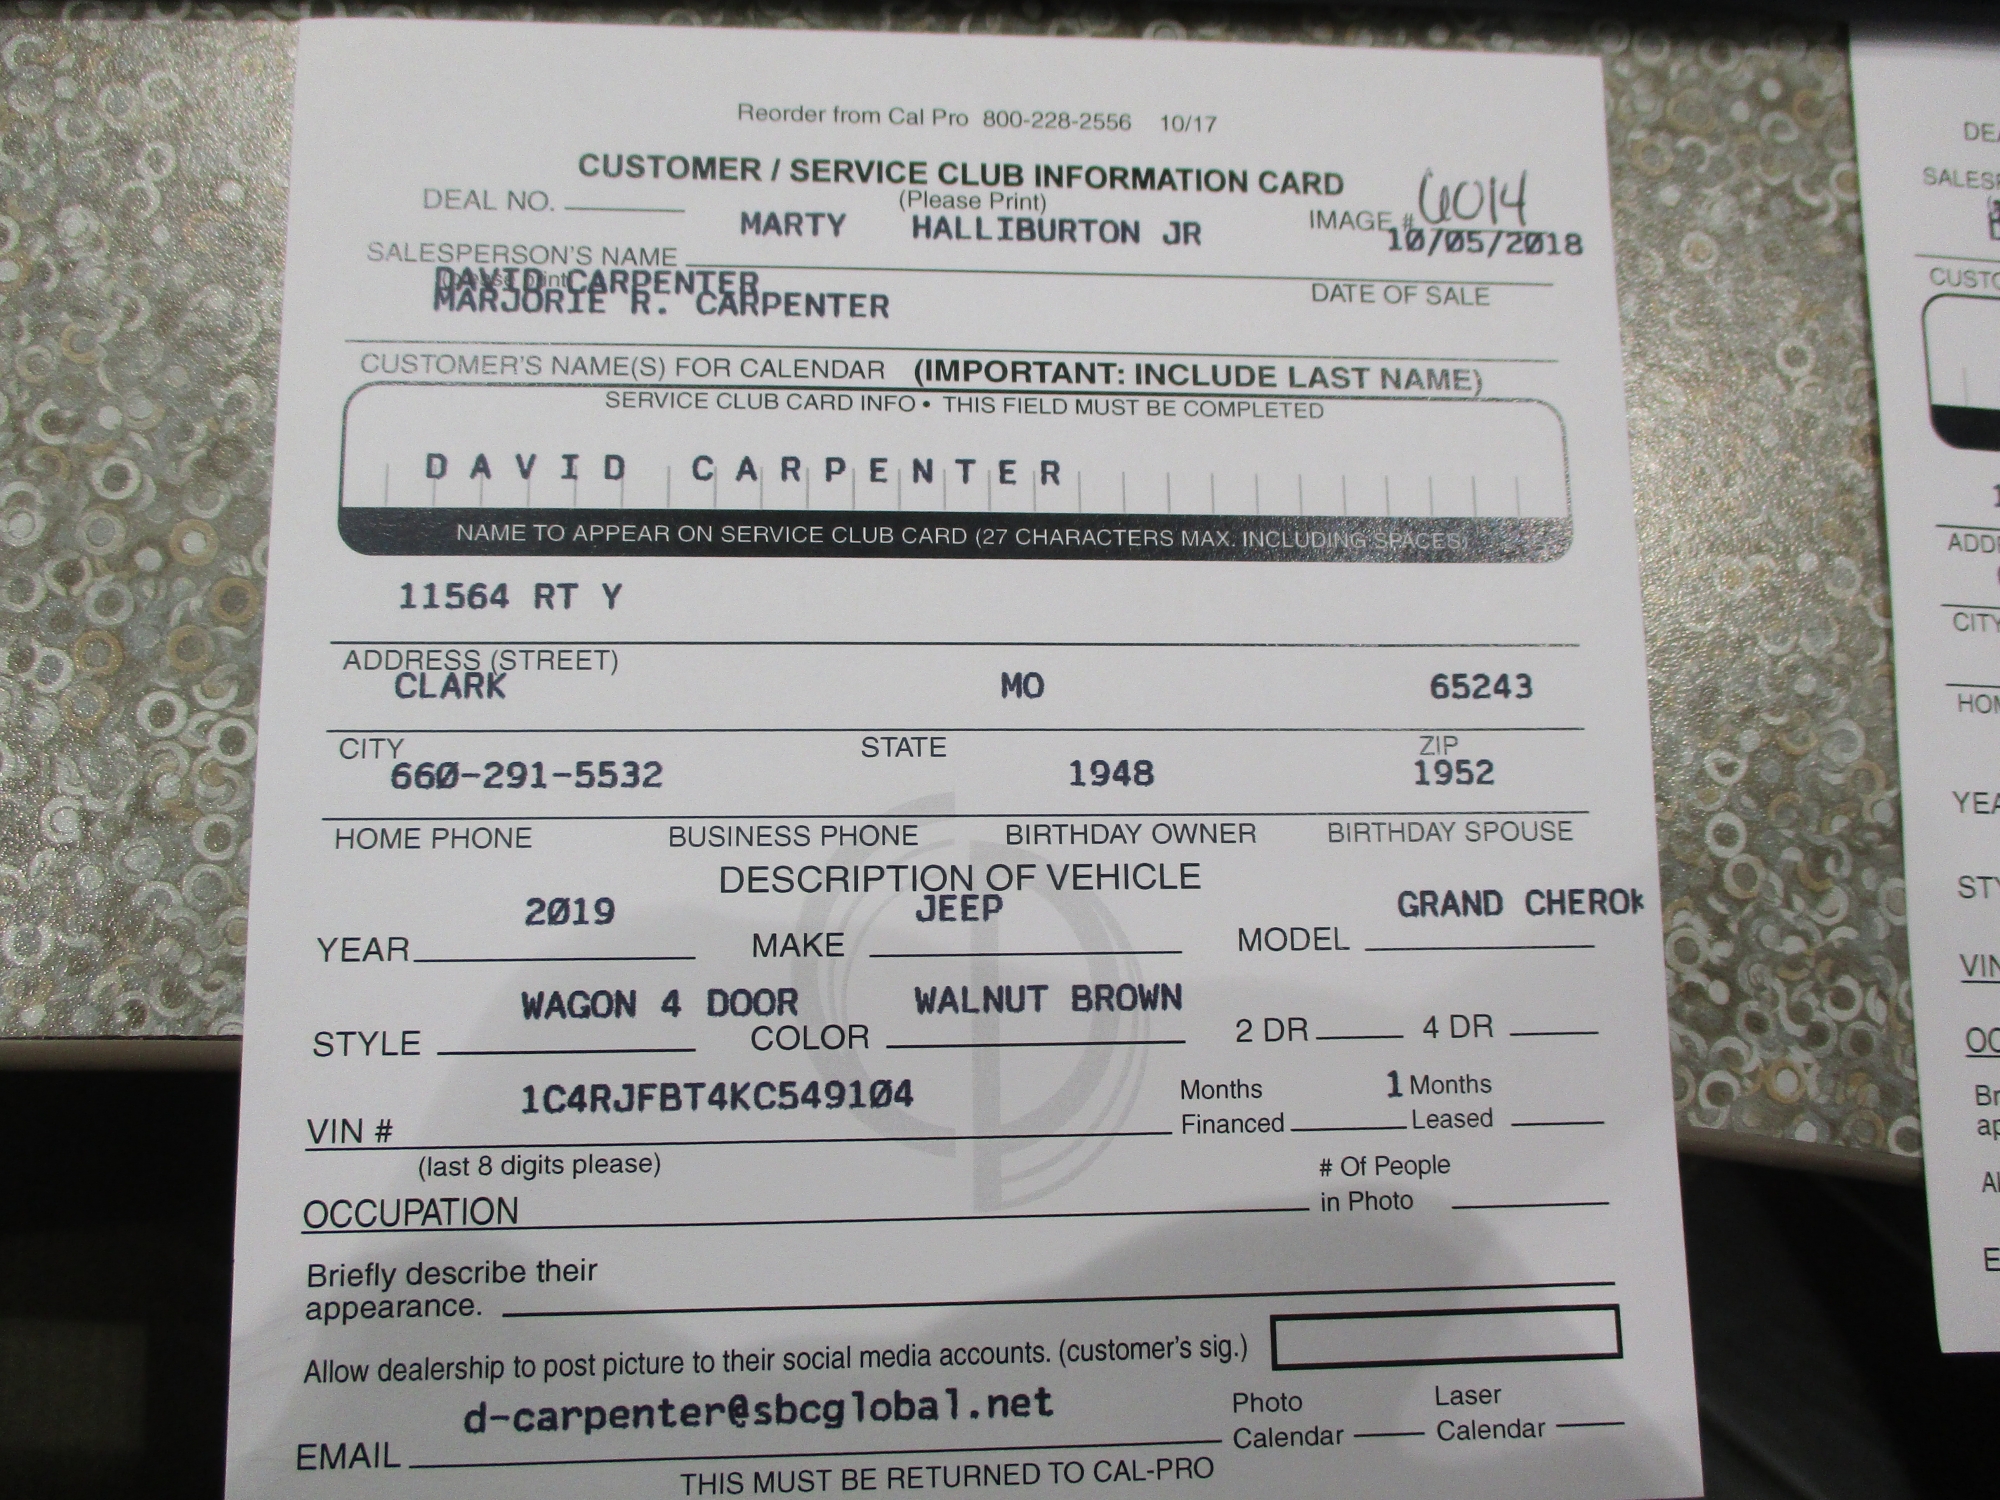 Reorder from Cal Pro 800-228-2556 10/17
CUSTOMER / SERVICE CLUB INFORMATION CARD
DEAL NO. (Please Print) IMAGE # 6014
MARTY HALLIBURTON JR 10/05/2018
SALESPERSON'S NAME
DATE OF SALE
DAVID CARPENTER
MARJORIE R. CARPENTER
CUSTOMER'S NAME(S) FOR CALENDAR (IMPORTANT: INCLUDE LAST NAME)
SERVICE CLUB CARD INFO • THIS FIELD MUST BE COMPLETED
DAVID CARPENTER
NAME TO APPEAR ON SERVICE CLUB CARD (27 CHARACTERS MAX. INCLUDING SPACES)
11564 RT Y
ADDRESS (STREET)
CLARK MO 65243
CITY STATE ZIP
660-291-5532 1948 1952
HOME PHONE BUSINESS PHONE BIRTHDAY OWNER BIRTHDAY SPOUSE
DESCRIPTION OF VEHICLE
2019 JEEP GRAND CHEROK
YEAR MAKE MODEL
WAGON 4 DOOR WALNUT BROWN
STYLE COLOR 2 DR 4 DR
1C4RJFBT4KC549104 Months 1 Months
VIN # Financed Leased
(last 8 digits please) # Of People
OCCUPATION in Photo
Briefly describe their
appearance.
Allow dealership to post picture to their social media accounts. (customer's sig.)
d-carpenter@sbcglobal.net Photo Laser
EMAIL Calendar Calendar
THIS MUST BE RETURNED TO CAL-PRO